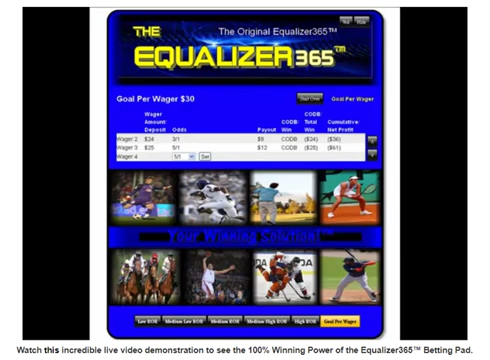 THE
The Original Equalizer365™
EQUALIZER365™
Goal Per Wager $30
Start Over
Goal Per Wager
Wager Amount/Deposit Odds Payout CODB/Win CODB/Total Win Cumulative/Net Profit
Wager 2 $24 3/1 $8 CODB ($24) ($36)
Wager 3 $25 5/1 $12 CODB ($25) ($61)
Wager 4 5/1 Set
Your Winning Solution!™
Low ROR Medium Low ROR Medium ROR Medium High ROR High ROR Goal Per Wager
Watch this incredible live video demonstration to see the 100% Winning Power of the Equalizer365™ Betting Pad.